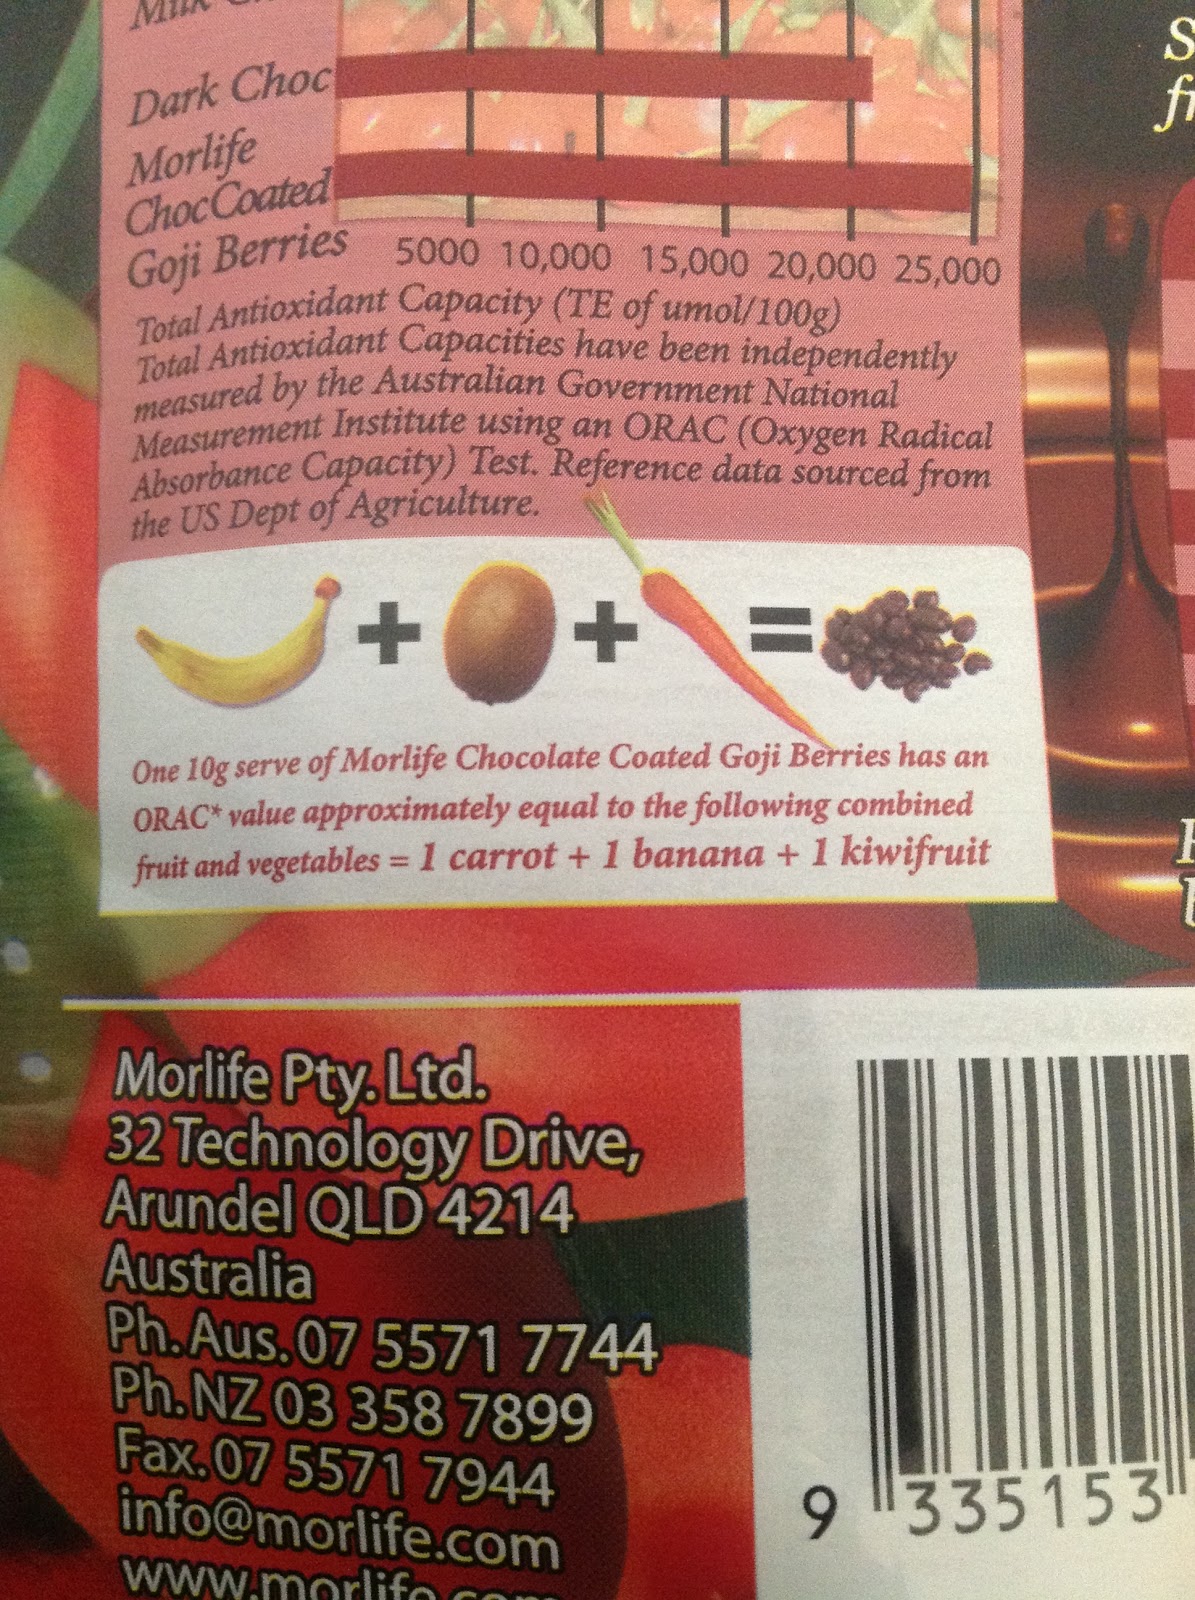 Dark Choc
Morlife
ChocCoated
Goji Berries
5000 10,000 15,000 20,000 25,000
Total Antioxidant Capacity (TE of umol/100g)
Total Antioxidant Capacities have been independently
measured by the Australian Government National
Measurement Institute using an ORAC (Oxygen Radical
Absorbance Capacity) Test. Reference data sourced from
the US Dept of Agriculture.
+ + =
One 10g serve of Morlife Chocolate Coated Goji Berries has an
ORAC* value approximately equal to the following combined
fruit and vegetables = 1 carrot + 1 banana + 1 kiwifruit
Morlife Pty. Ltd.
32 Technology Drive,
Arundel QLD 4214
Australia
Ph. Aus. 07 5571 7744
Ph. NZ 03 358 7899
Fax. 07 5571 7944
info@morlife.com
www.morlife.com
9 335153